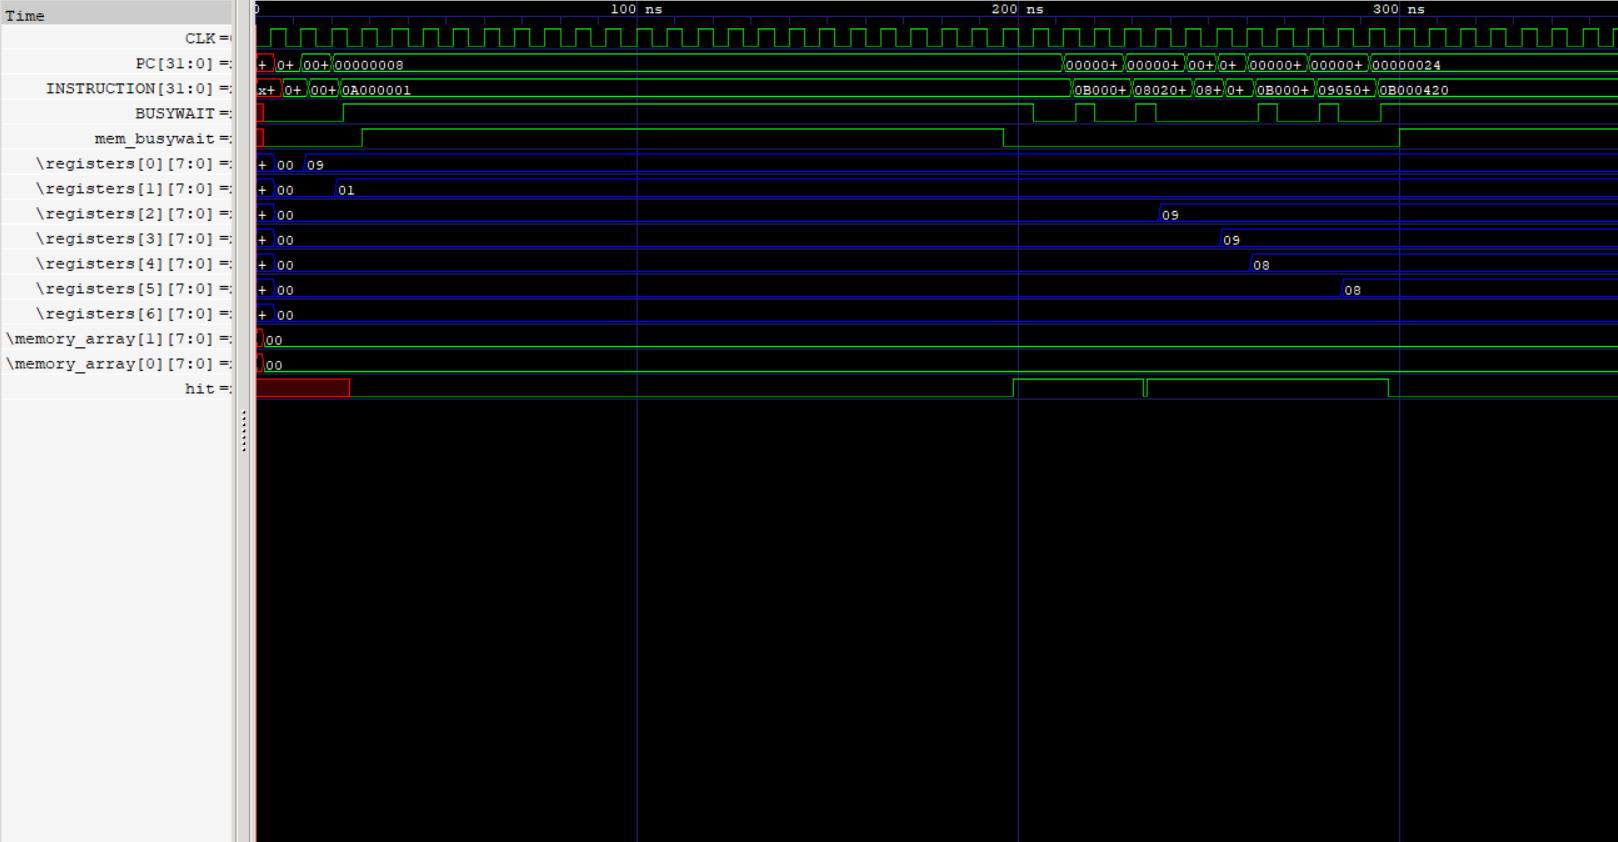 0 100 ns 200 ns 300 ns
Time
CLK =
PC[31:0] = + 0+ 00+ 00000008 00000+ 00000+ 00+ 0+ 00000+ 00000+ 00000024
INSTRUCTION[31:0] = x+ 0+ 00+ 0A000001 0B000+ 08020+ 08+ 0+ 0B000+ 09050+ 0B000420
BUSYWAIT =
mem_busywait =
\registers[0][7:0] = + 00 09
\registers[1][7:0] = + 00 01
\registers[2][7:0] = + 00 09
\registers[3][7:0] = + 00 09
\registers[4][7:0] = + 00 08
\registers[5][7:0] = + 00 08
\registers[6][7:0] = + 00
\memory_array[1][7:0] = 00
\memory_array[0][7:0] = 00
hit =